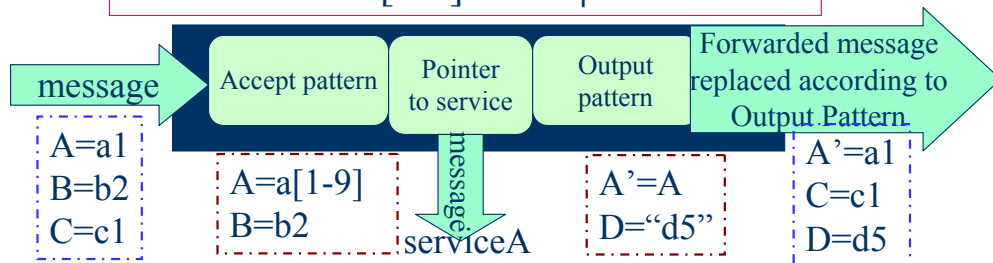 message
Accept pattern
Pointer
to service
Output
pattern
Forwarded message
replaced according to
Output Pattern
A=a1
B=b2
C=c1
A=a[1-9]
B=b2
message
serviceA
A’=A
D=“d5”
A’=a1
C=c1
D=d5